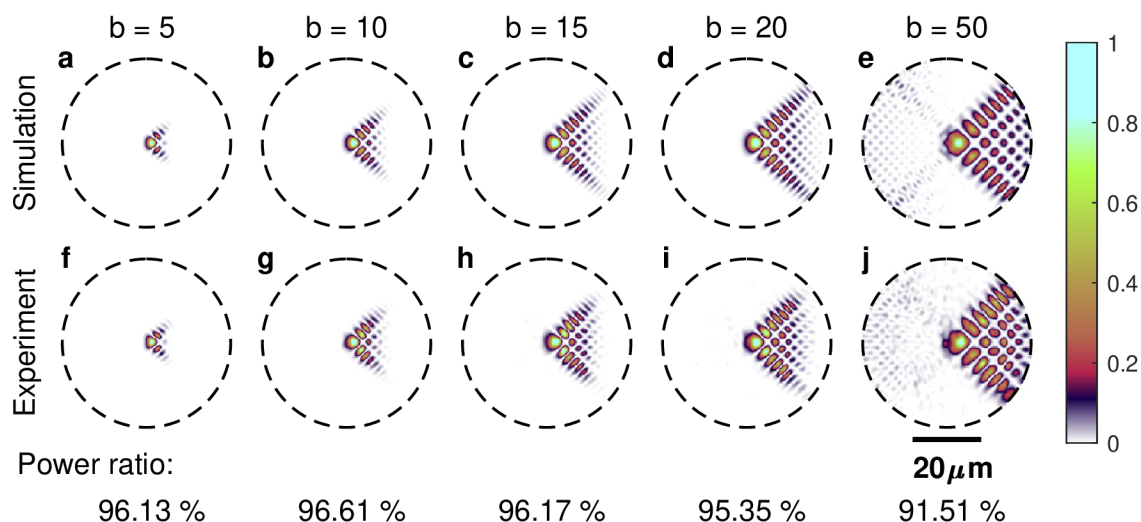 b = 5 b = 10 b = 15 b = 20 b = 50
a b c d e
Simulation
f g h i j
Experiment
1
0.8
0.6
0.4
0.2
0
20μm
Power ratio:
96.13 % 96.61 % 96.17 % 95.35 % 91.51 %